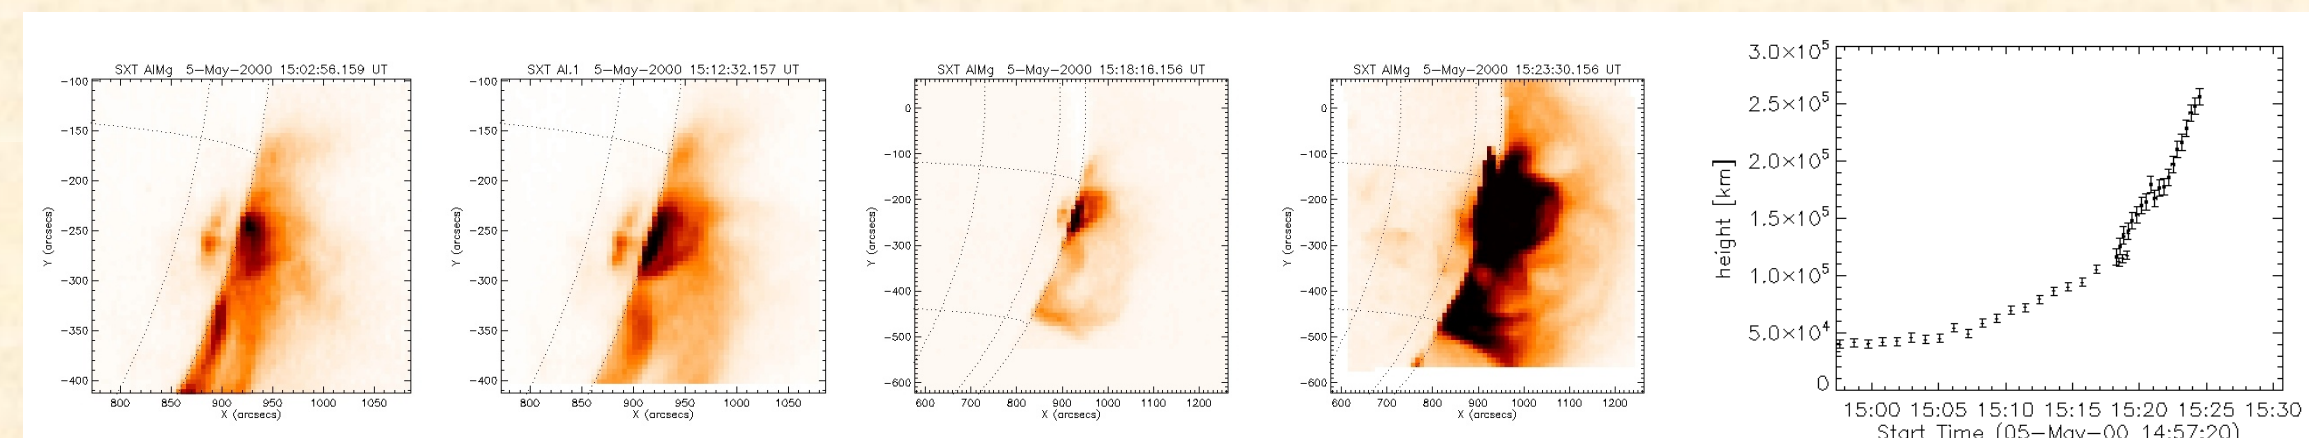 SXT AlMg 5-May-2000 15:02:56.159 UT
-100
-150
-200
-250
-300
-350
-400
Y (arcsecs)
800 850 900 950 1000 1050
X (arcsecs)
SXT Al.1 5-May-2000 15:12:32.157 UT
-100
-150
-200
-250
-300
-350
-400
Y (arcsecs)
800 850 900 950 1000 1050
X (arcsecs)
SXT AlMg 5-May-2000 15:18:16.156 UT
0
-100
-200
-300
-400
-500
-600
Y (arcsecs)
600 700 800 900 1000 1100 1200
X (arcsecs)
SXT AlMg 5-May-2000 15:23:30.156 UT
0
-100
-200
-300
-400
-500
-600
Y (arcsecs)
600 700 800 900 1000 1100 1200
X (arcsecs)
3.0×10⁵
2.5×10⁵
2.0×10⁵
1.5×10⁵
1.0×10⁵
5.0×10⁴
0
height [km]
15:00 15:05 15:10 15:15 15:20 15:25 15:30
Start Time (05-May-00 14:57:20)